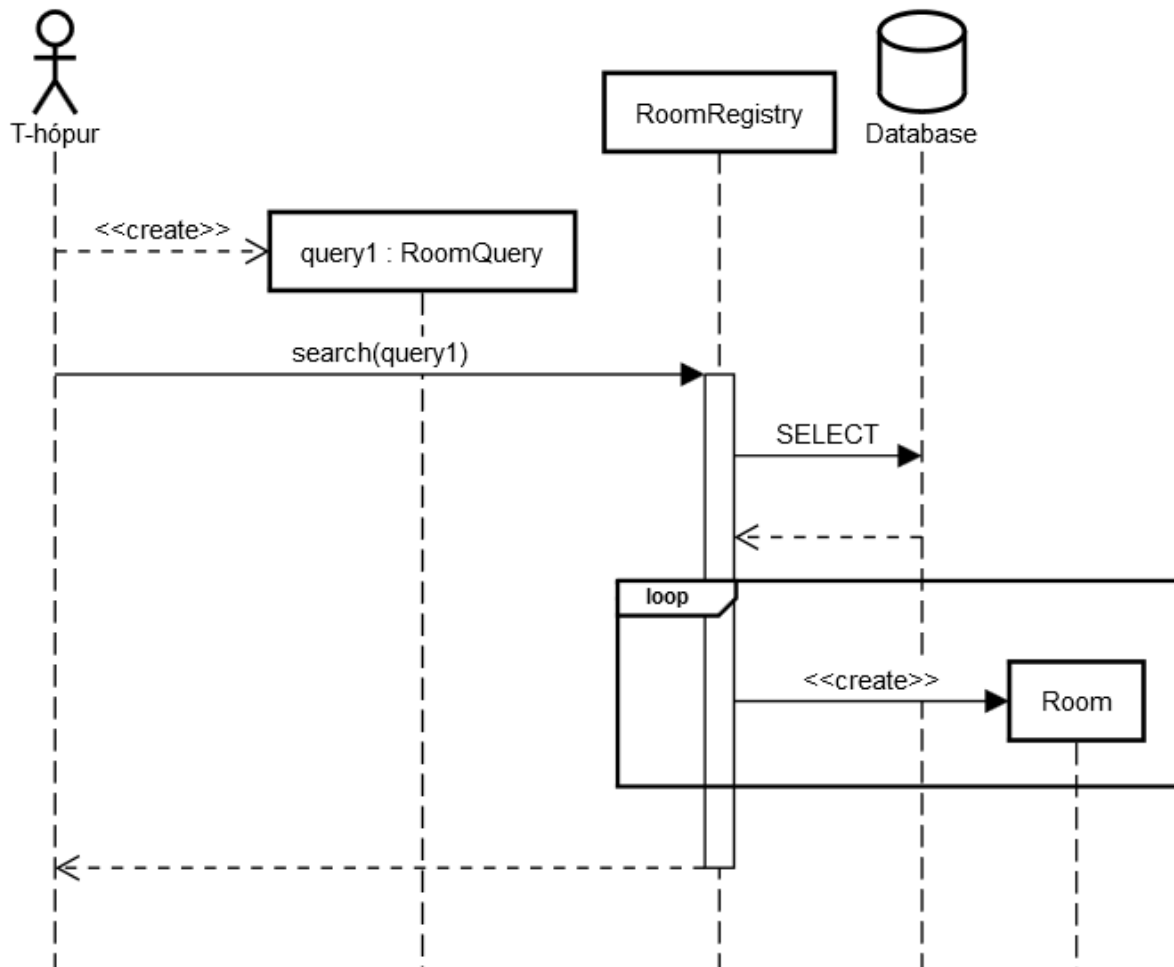 T-hópur
RoomRegistry
Database
<<create>>
query1 : RoomQuery
search(query1)
SELECT
loop
<<create>>
Room